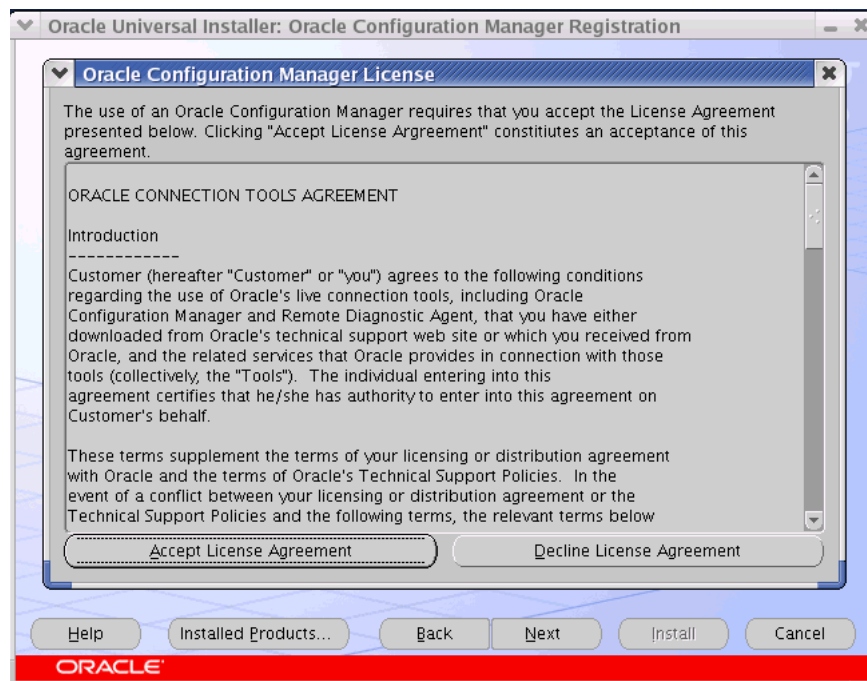 Oracle Universal Installer: Oracle Configuration Manager Registration
Oracle Configuration Manager License
The use of an Oracle Configuration Manager requires that you accept the License Agreement
presented below. Clicking "Accept License Argreement" constitiutes an acceptance of this
agreement.
ORACLE CONNECTION TOOLS AGREEMENT
Introduction
------------
Customer (hereafter "Customer" or "you") agrees to the following conditions
regarding the use of Oracle's live connection tools, including Oracle
Configuration Manager and Remote Diagnostic Agent, that you have either
downloaded from Oracle's technical support web site or which you received from
Oracle, and the related services that Oracle provides in connection with those
tools (collectively, the "Tools").  The individual entering into this
agreement certifies that he/she has authority to enter into this agreement on
Customer's behalf.
These terms supplement the terms of your licensing or distribution agreement
with Oracle and the terms of Oracle's Technical Support Policies.  In the
event of a conflict between your licensing or distribution agreement or the
Technical Support Policies and the following terms, the relevant terms below
Accept License Agreement
Decline License Agreement
Help
Installed Products...
Back
Next
Install
Cancel
ORACLE